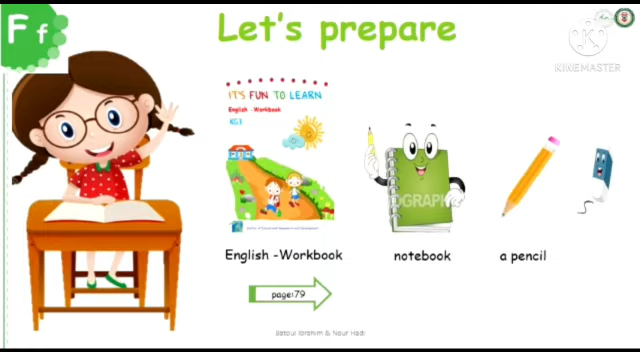 F f
Let's prepare
KINEMASTER
IT'S FUN TO LEARN
English - Workbook
KG3
OGRAPH
English -Workbook
notebook
a pencil
page:79
Batoul Ibrahim & Nour Hadi